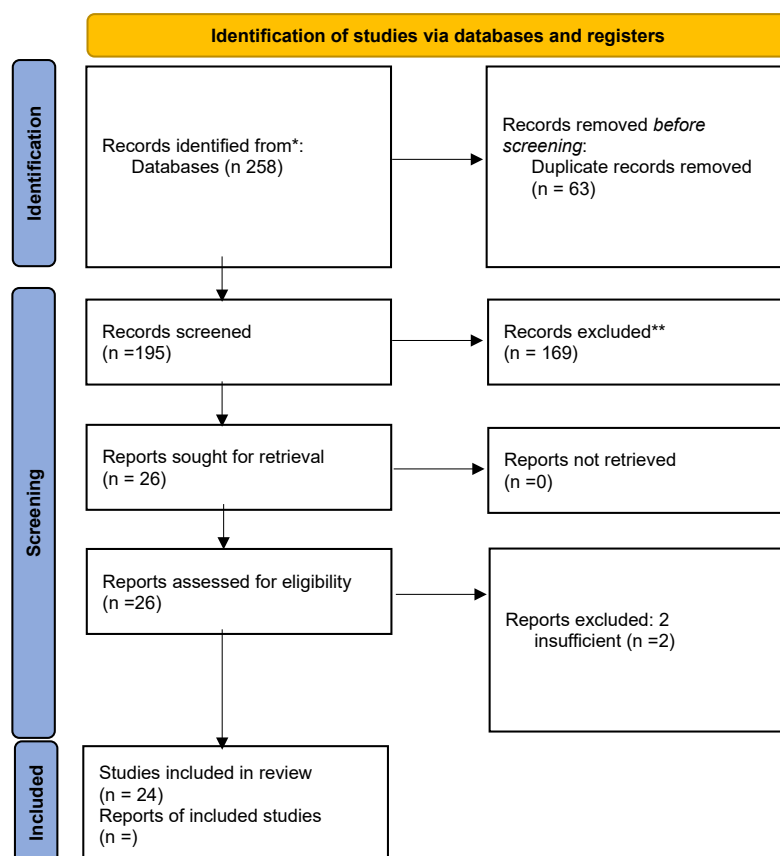 Identification of studies via databases and registers
Identification
Records identified from*:
Databases (n 258)
Records removed before
screening:
Duplicate records removed
(n = 63)
Screening
Records screened
(n =195)
Records excluded**
(n = 169)
Reports sought for retrieval
(n = 26)
Reports not retrieved
(n =0)
Reports assessed for eligibility
(n =26)
Reports excluded: 2
insufficient (n =2)
Included
Studies included in review
(n = 24)
Reports of included studies
(n =)